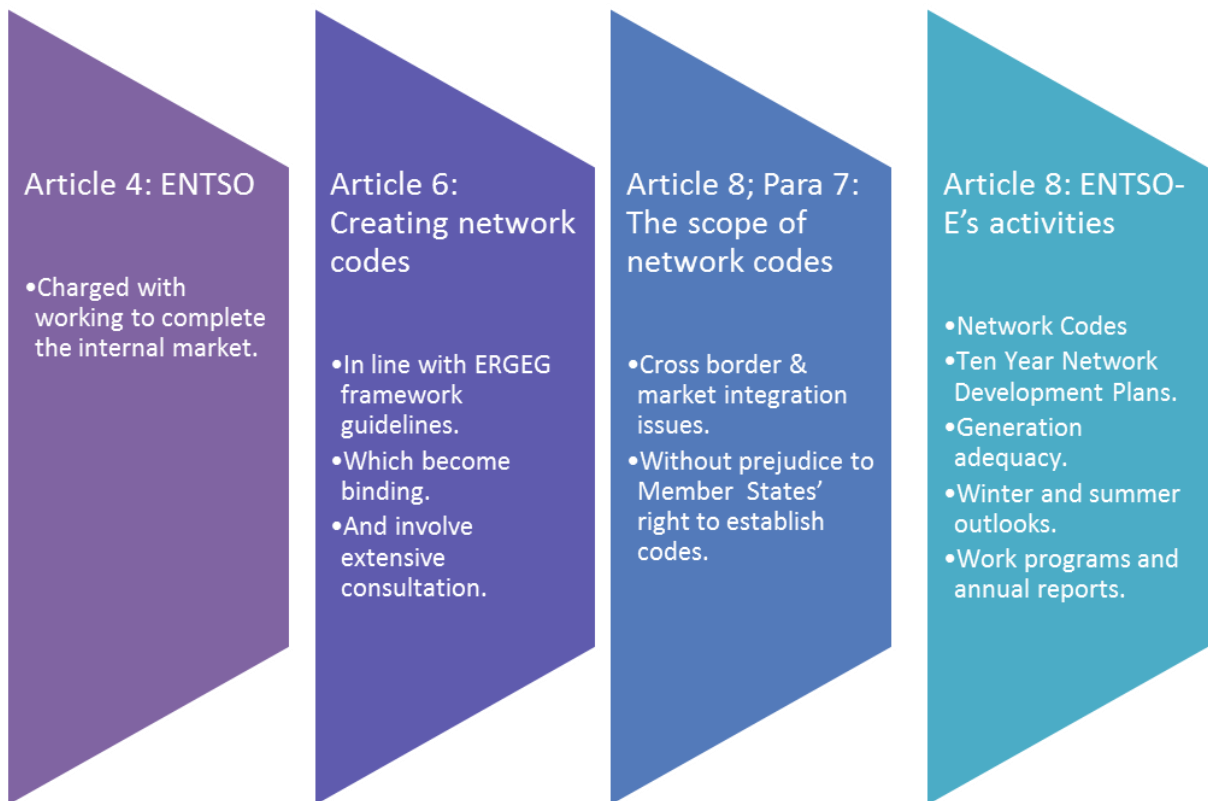 Article 4: ENTSO
•Charged with
working to complete
the internal market.
Article 6:
Creating network
codes
•In line with ERGEG
framework
guidelines.
•Which become
binding.
•And involve
extensive
consultation.
Article 8; Para 7:
The scope of
network codes
•Cross border &
market integration
issues.
•Without prejudice to
Member States’
right to establish
codes.
Article 8: ENTSO-
E’s activities
•Network Codes
•Ten Year Network
Development Plans.
•Generation
adequacy.
•Winter and summer
outlooks.
•Work programs and
annual reports.